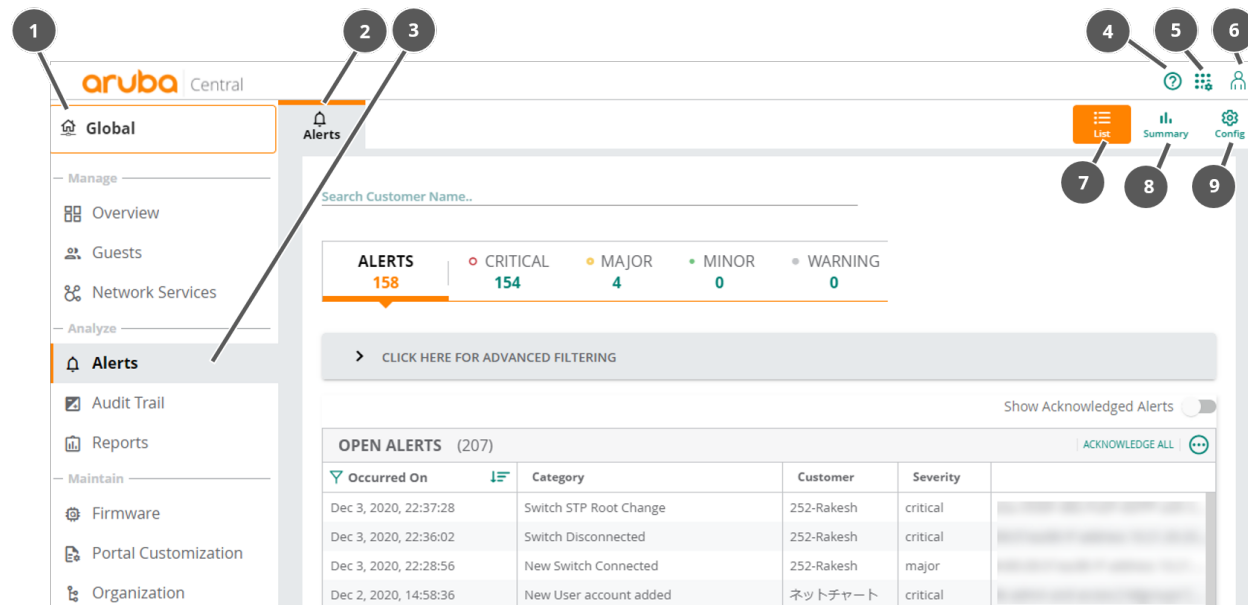 1 2 3 4 5 6
aruba Central
Global
Alerts
List Summary Config
7 8 9
Manage
Search Customer Name..
Overview
Guests
Network Services
ALERTS CRITICAL MAJOR MINOR WARNING
158 154 4 0 0
Analyze
Alerts
CLICK HERE FOR ADVANCED FILTERING
Audit Trail
Show Acknowledged Alerts
Reports
OPEN ALERTS (207) ACKNOWLEDGE ALL
Maintain
Occurred On Category Customer Severity
Firmware
Dec 3, 2020, 22:37:28 Switch STP Root Change 252-Rakesh critical
Dec 3, 2020, 22:36:02 Switch Disconnected 252-Rakesh critical
Portal Customization
Dec 3, 2020, 22:28:56 New Switch Connected 252-Rakesh major
Organization
Dec 2, 2020, 14:58:36 New User account added ネットチャート critical